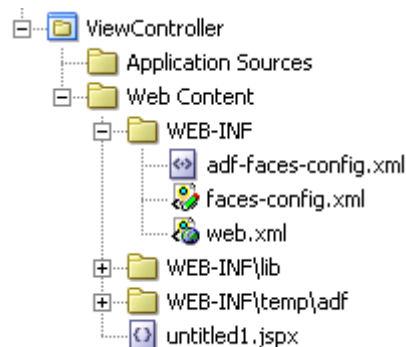 ViewController
Application Sources
Web Content
WEB-INF
adf-faces-config.xml
faces-config.xml
web.xml
WEB-INF\lib
WEB-INF\temp\adf
untitled1.jspx